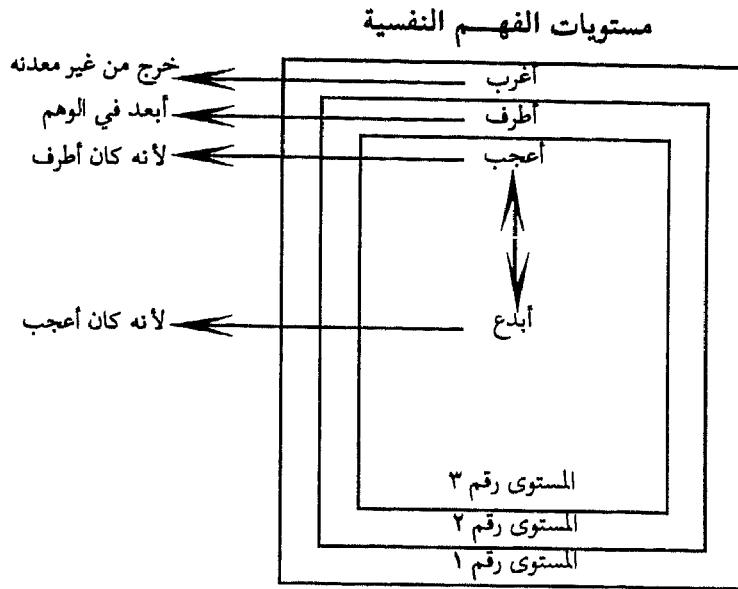 مستويات الفهـــم النفسية
أغرب خرج من غير معدنه
أطرف أبعد في الوهم
أعجب لأنه كان أطرف
أبدع لأنه كان أعجب
المستوى رقم ٣
المستوى رقم ٢
المستوى رقم ١